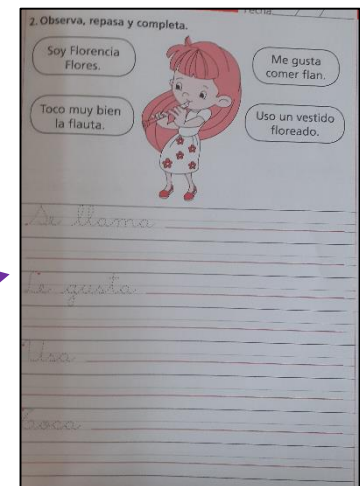 Fecha: / /
2. Observa, repasa y completa.
Soy Florencia
Flores.
Me gusta
comer flan.
Toco muy bien
la flauta.
Uso un vestido
floreado.
Se llama
Le gusta
Usa
Toca